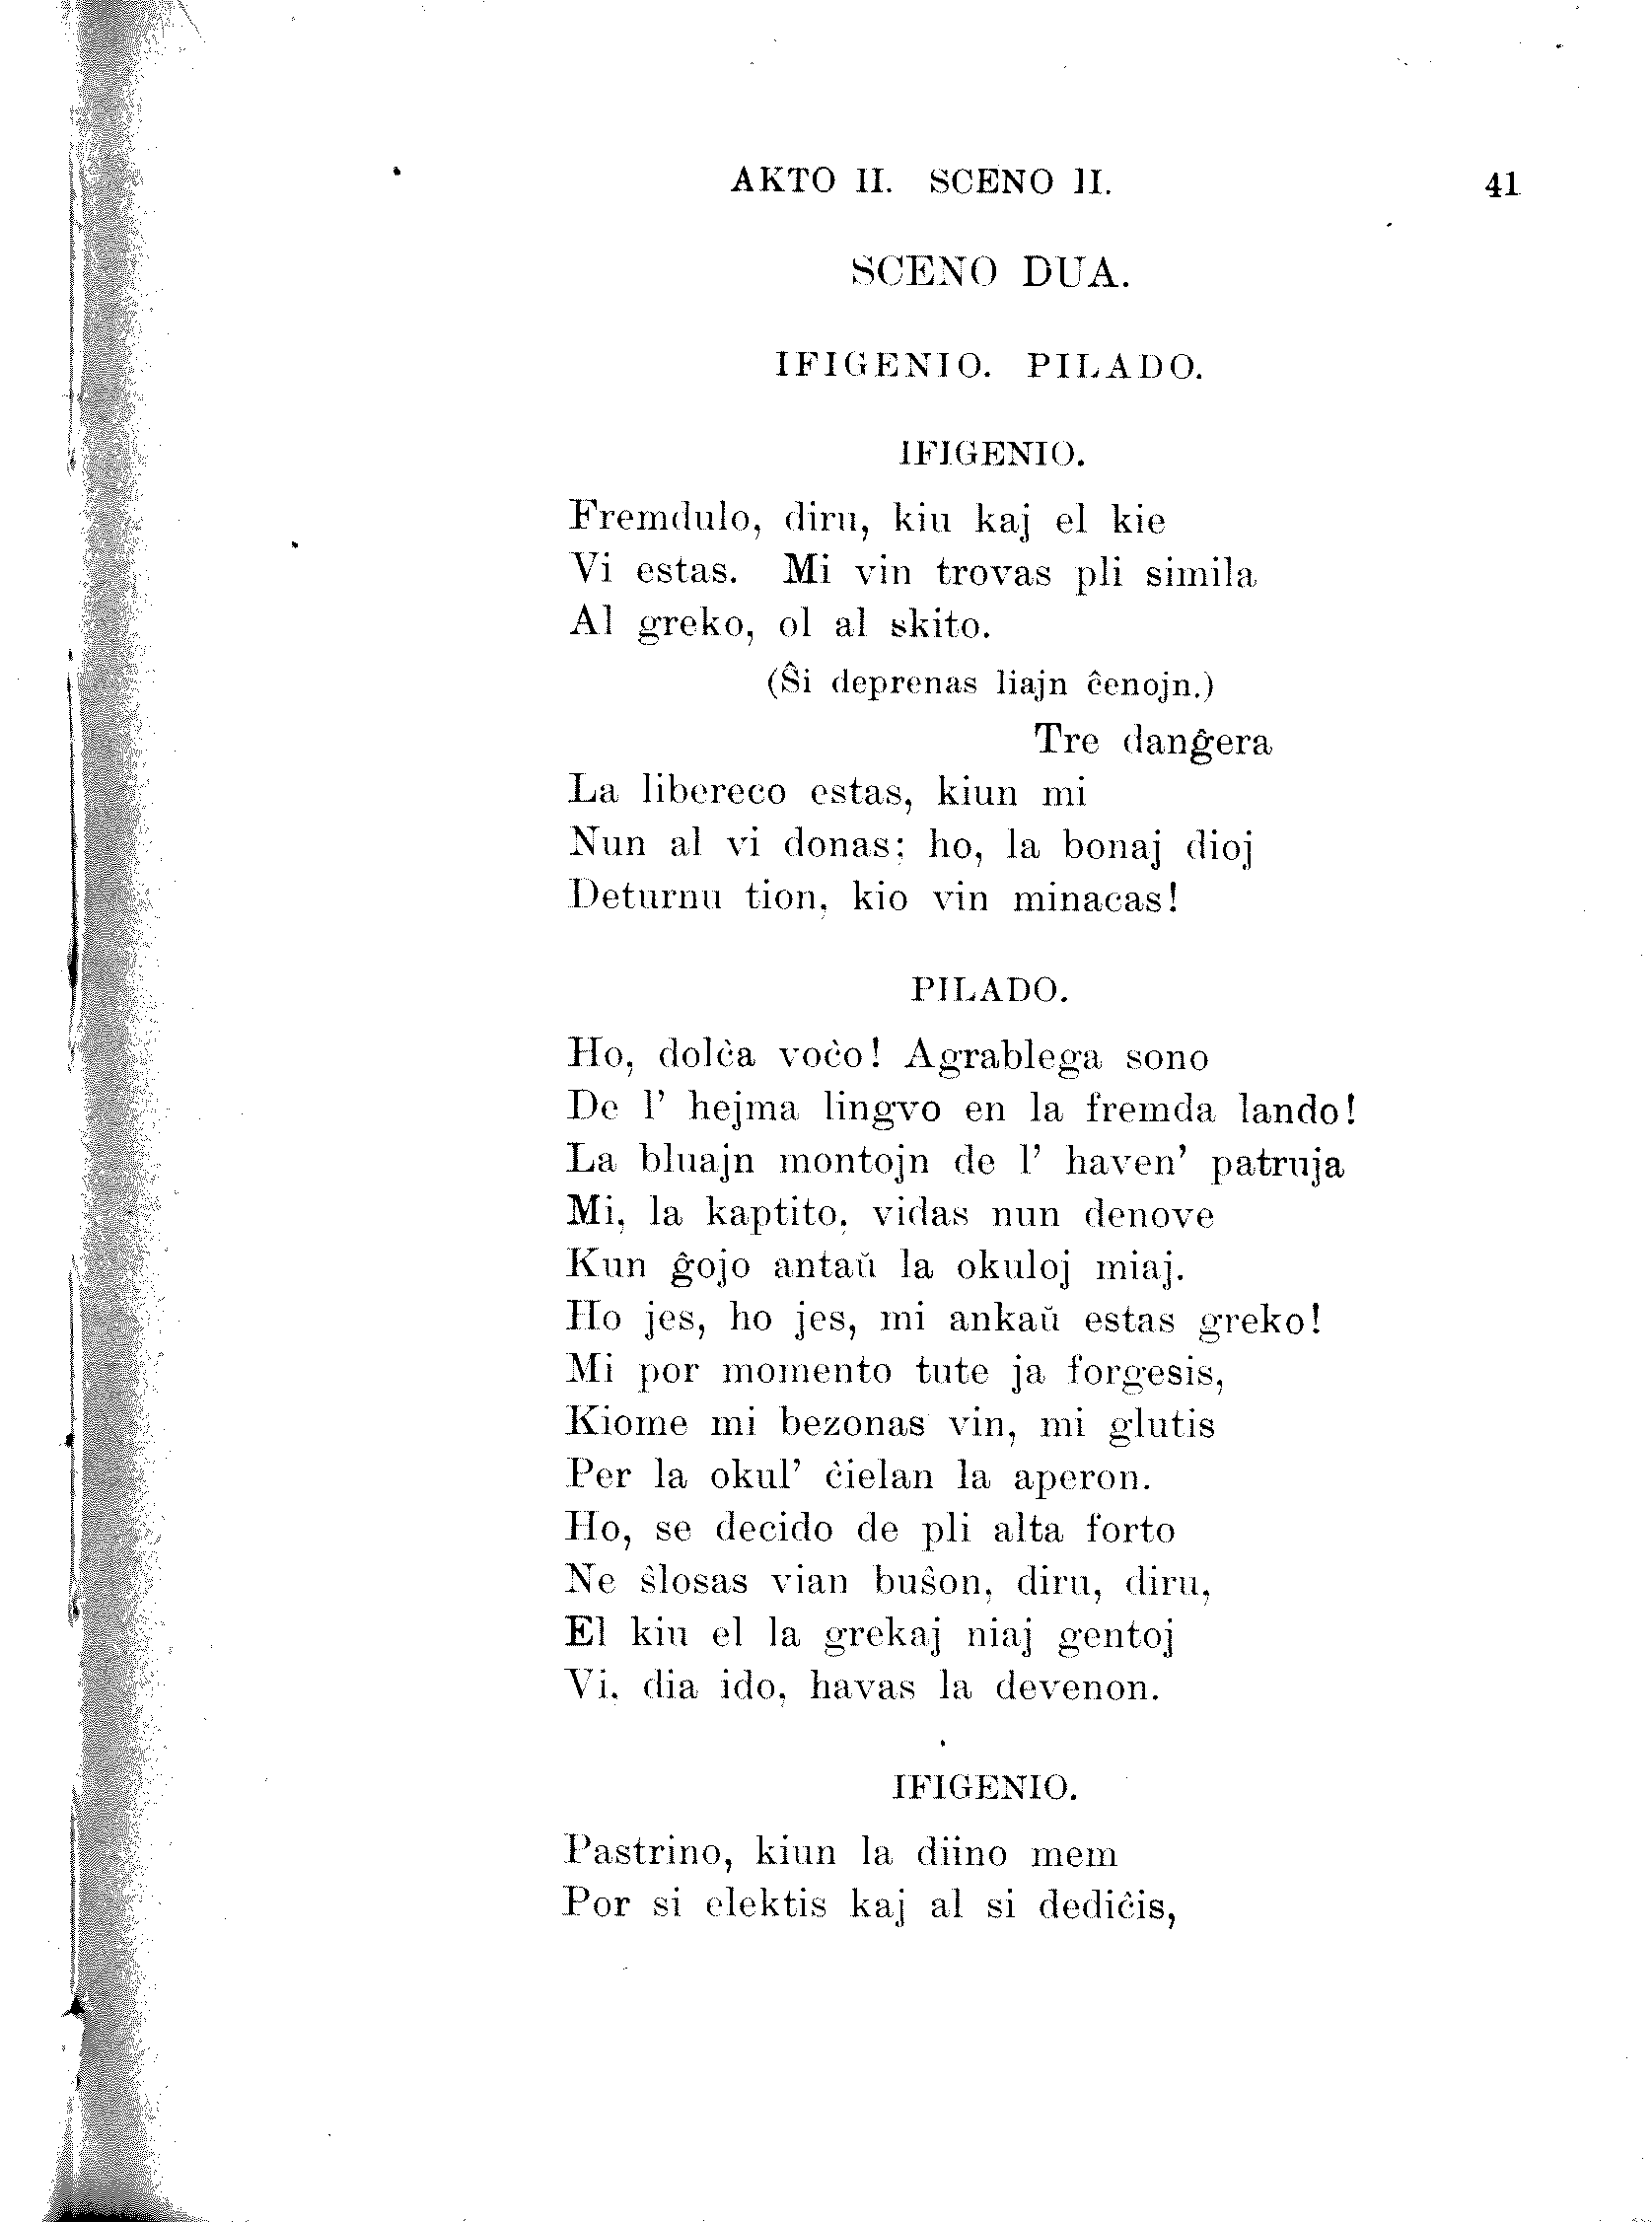 AKTO II. SCENO II. 41
SCENO DUA.
IFIGENIO. PILADO.
IFIGENIO.
Fremdulo, diru, kiu kaj el kie
Vi estas. Mi vin trovas pli simila
Al greko, ol al skito.
(Ŝi deprenas liajn ĉenojn.)
Tre danĝera
La libereco estas, kiun mi
Nun al vi donas; ho, la bonaj dioj
Deturnu tion, kio vin minacas!
PILADO.
Ho, dolĉa voĉo! Agrablega sono
De l' hejma lingvo en la fremda lando!
La bluajn montojn de l' haven' patruja
Mi, la kaptito, vidas nun denove
Kun ĝojo antaŭ la okuloj miaj.
Ho jes, ho jes, mi ankaŭ estas greko!
Mi por momento tute ja forgesis,
Kiome mi bezonas vin, mi glutis
Per la okul' ĉielan la aperon.
Ho, se decido de pli alta forto
Ne ŝlosas vian buŝon, diru, diru,
El kiu el la grekaj niaj gentoj
Vi, dia ido, havas la devenon.
IFIGENIO.
Pastrino, kiun la diino mem
Por si elektis kaj al si dediĉis,